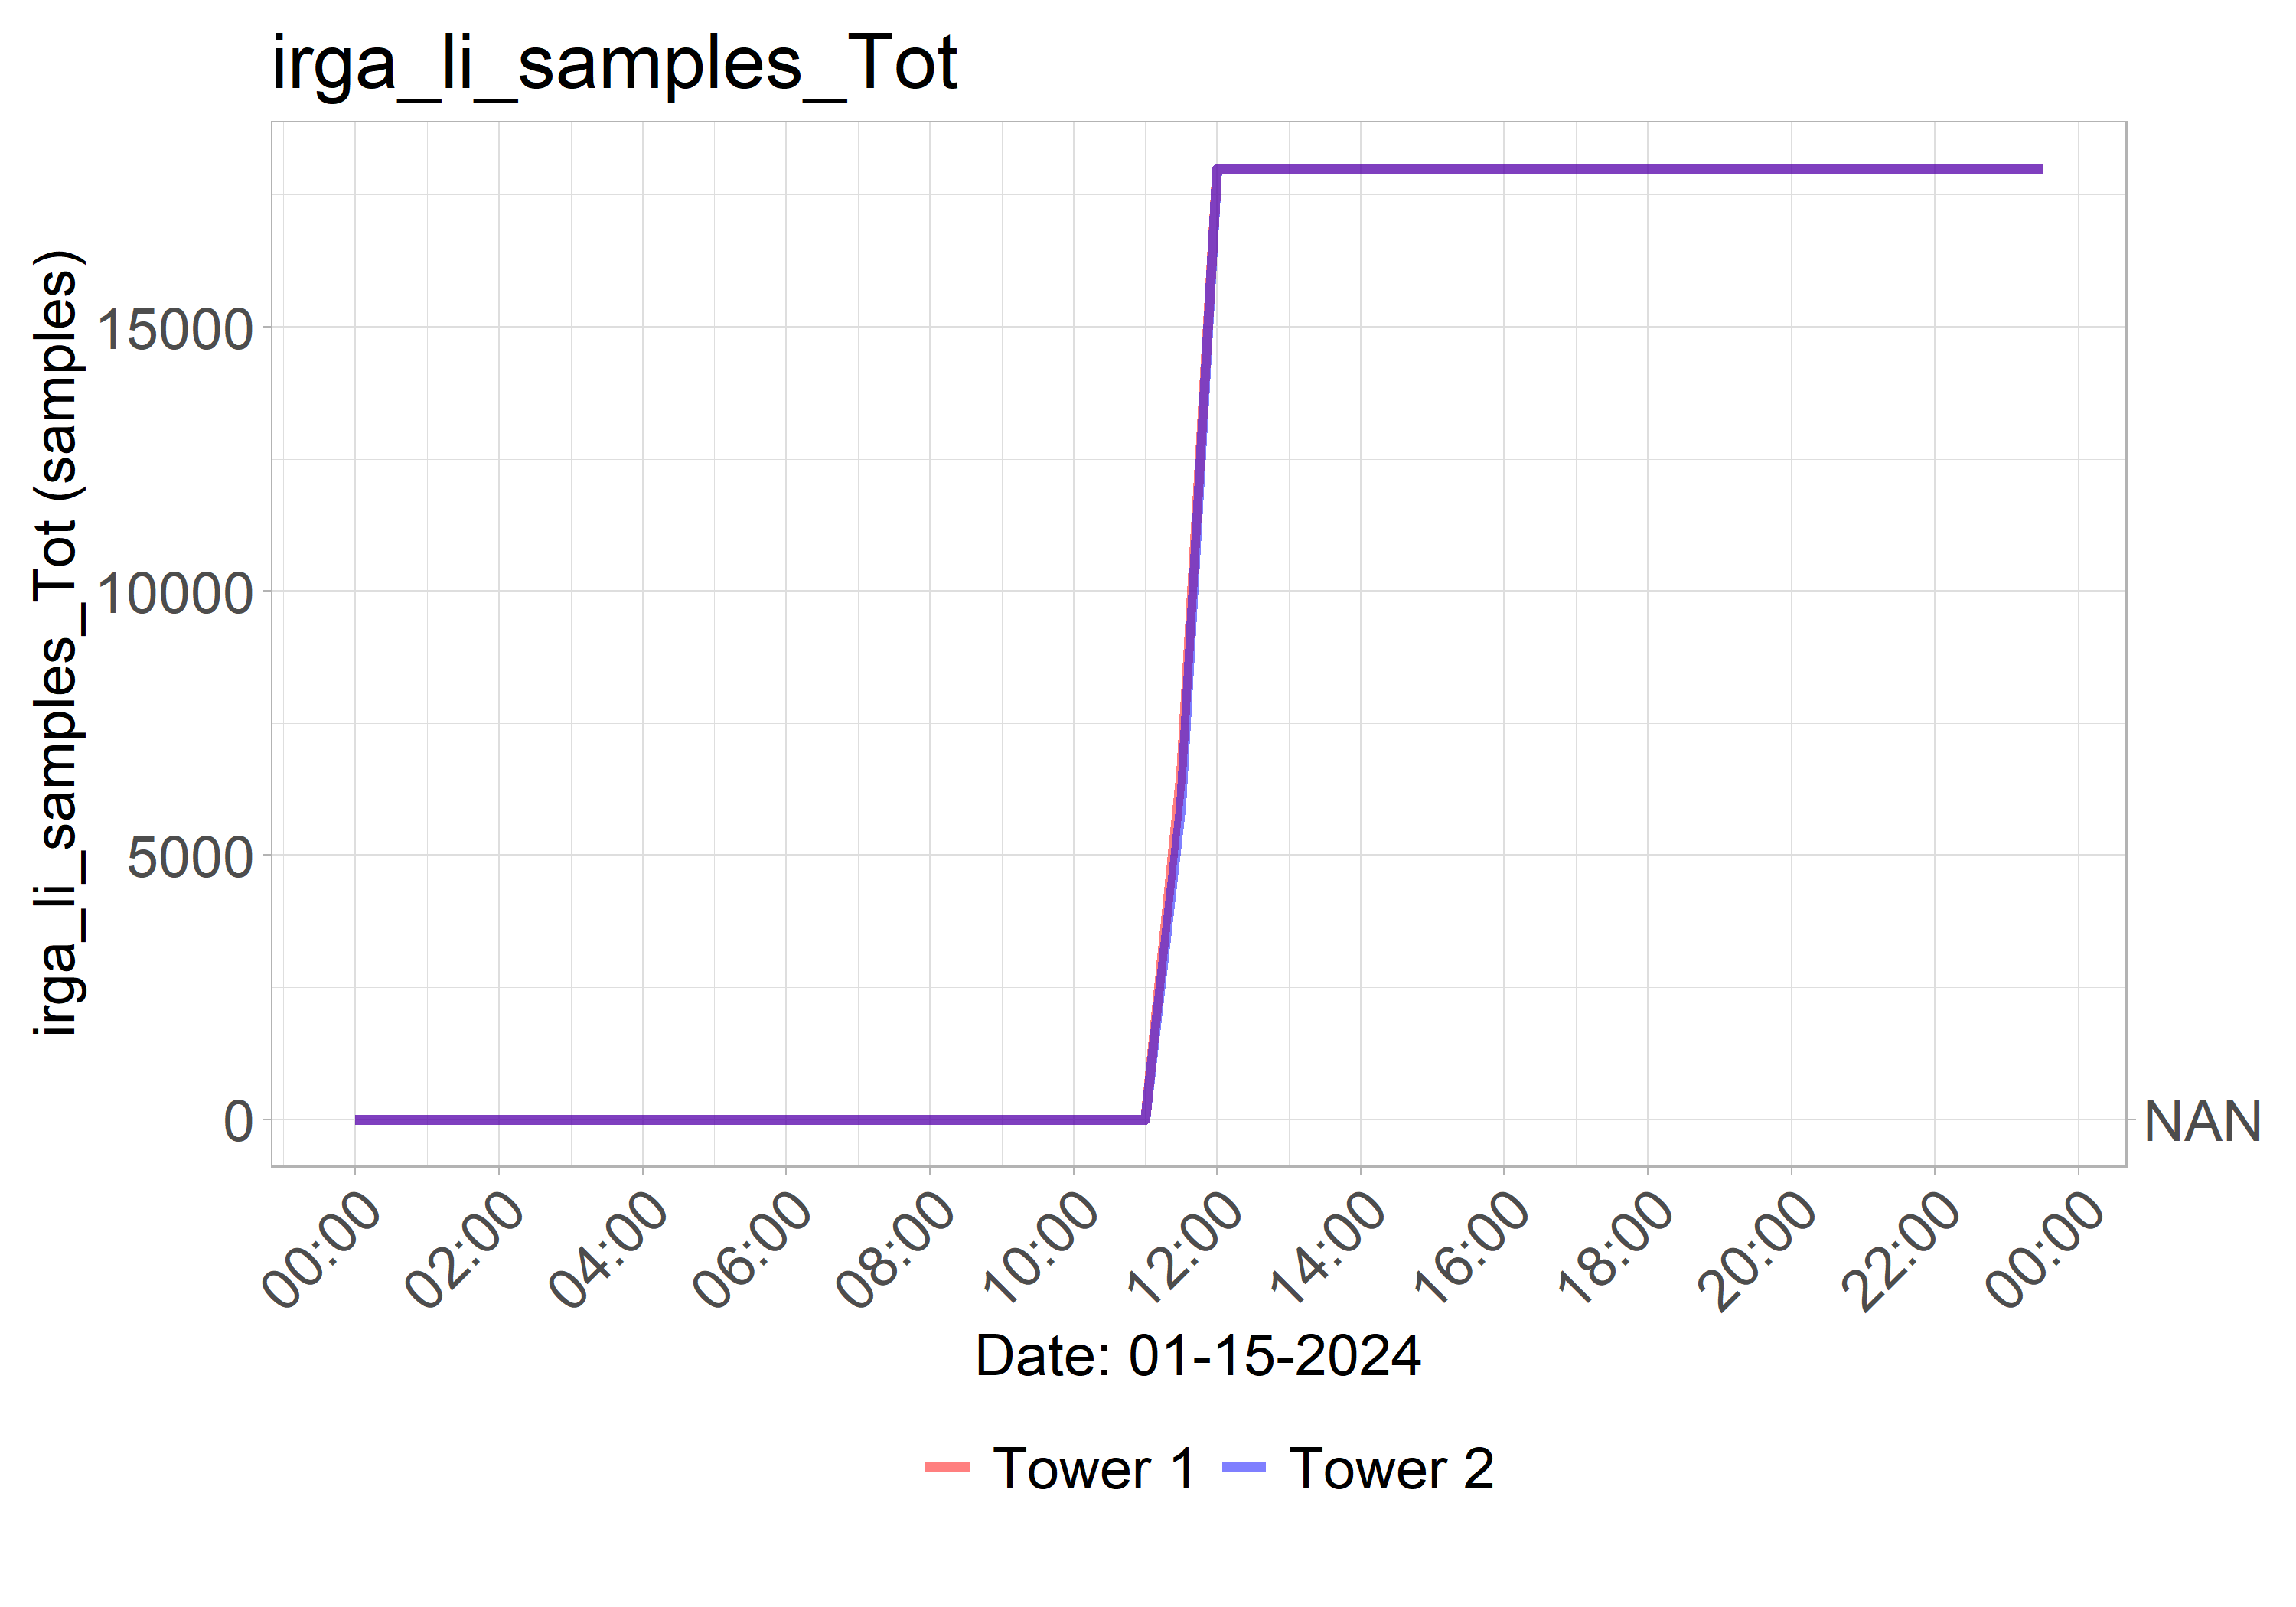 irga_li_samples_Tot
irga_li_samples_Tot (samples)
15000
10000
5000
0
NAN
00:00 02:00 04:00 06:00 08:00 10:00 12:00 14:00 16:00 18:00 20:00 22:00 00:00
Date: 01-15-2024
Tower 1 Tower 2